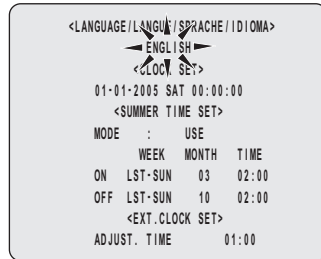 <LANGUAGE/LANGUE/SPRACHE/IDIOMA>
ENGLISH
<CLOCK SET>
01-01-2005 SAT 00:00:00
<SUMMER TIME SET>
MODE : USE
WEEK MONTH TIME
ON LST-SUN 03 02:00
OFF LST-SUN 10 02:00
<EXT.CLOCK SET>
ADJUST. TIME 01:00